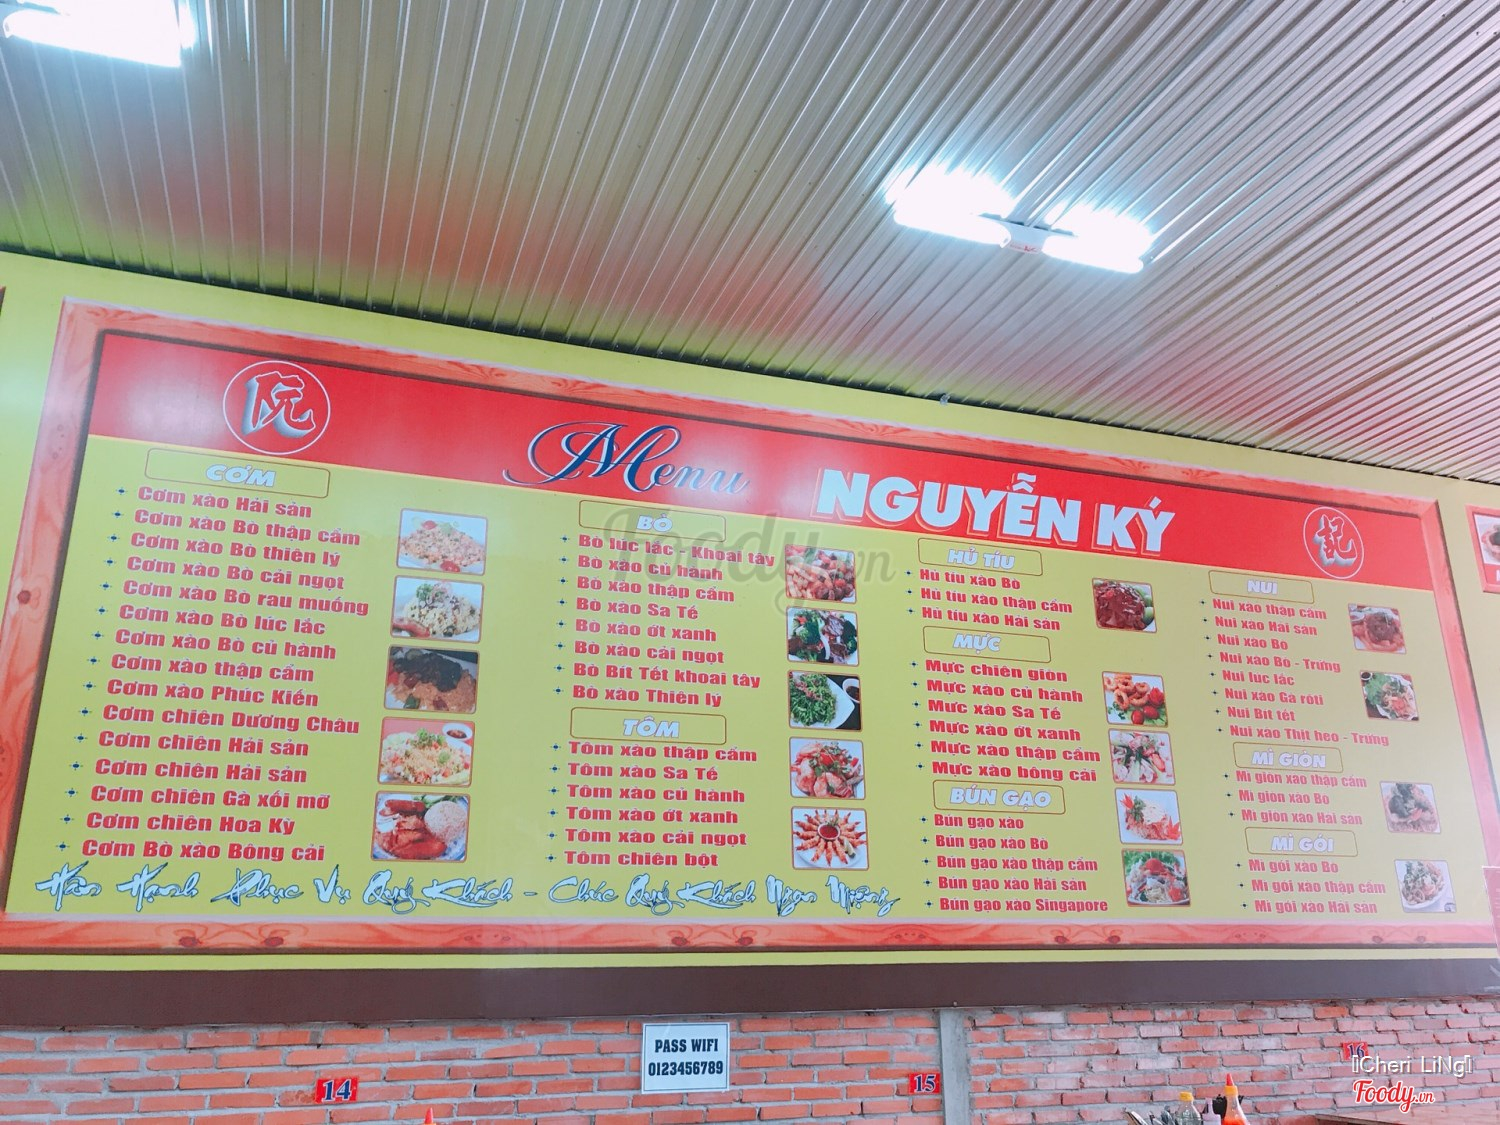 阮
Menu
NGUYỄN KÝ
記
CƠM
Cơm xào Hải sản
Cơm xào Bò thập cẩm
Cơm xào Bò thiên lý
Cơm xào Bò cải ngọt
Cơm xào Bò rau muống
Cơm xào Bò lúc lắc
Cơm xào Bò củ hành
Cơm xào thập cẩm
Cơm xào Phúc Kiến
Cơm chiên Dương Châu
Cơm chiên Hải sản
Cơm chiên Hải sản
Cơm chiên Gà xối mỡ
Cơm chiên Hoa Kỳ
Cơm Bò xào Bông cải
BÒ
Bò lúc lắc - Khoai tây
Bò xào củ hành
Bò xào thập cẩm
Bò xào Sa Tế
Bò xào ớt xanh
Bò xào cải ngọt
Bò Bít Tết khoai tây
Bò xào Thiên lý
TÔM
Tôm xào thập cẩm
Tôm xào Sa Tế
Tôm xào củ hành
Tôm xào ớt xanh
Tôm xào cải ngọt
Tôm chiên bột
HỦ TÍU
Hủ tíu xào Bò
Hủ tíu xào thập cẩm
Hủ tíu xào Hải sản
MỰC
Mực chiên giòn
Mực xào củ hành
Mực xào Sa Tế
Mực xào ớt xanh
Mực xào thập cẩm
Mực xào bông cải
BÚN GẠO
Bún gạo xào
Bún gạo xào Bò
Bún gạo xào thập cẩm
Bún gạo xào Hải sản
Bún gạo xào Singapore
NUI
Nui xào thập cẩm
Nui xào Hải sản
Nui xào Bò
Nui xào Bò - Trứng
Nui lúc lắc
Nui xào Gà rôti
Nui Bít tết
Nui xào Thịt heo - Trứng
MÌ GIÒN
Mì giòn xào thập cẩm
Mì giòn xào Bò
Mì giòn xào Hải sản
MÌ GÓI
Mì gói xào Bò
Mì gói xào thập cẩm
Mì gói xào Hải sản
Hân Hạnh Phục Vụ Quý Khách - Chúc Quý Khách Ngon Miệng
Foody.vn
PASS WIFI
0123456789
14
15
16
[Cheri LiNg]
Foody.vn